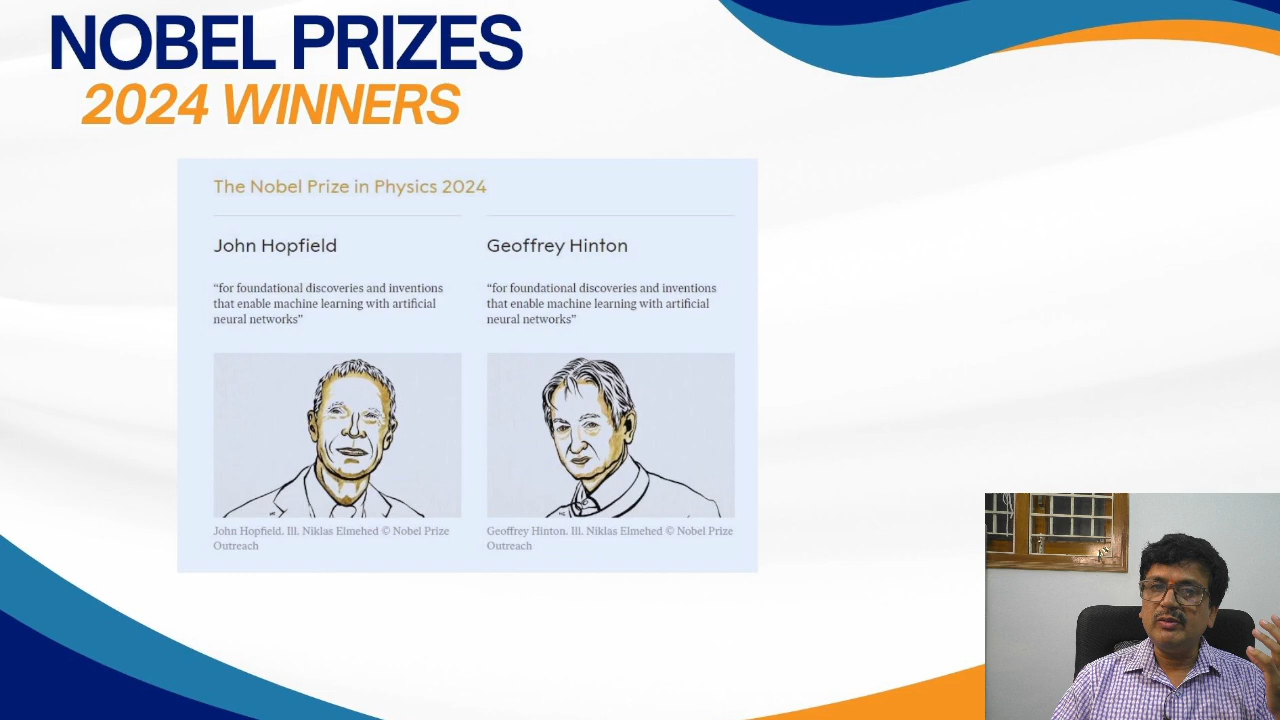 NOBEL PRIZES
2024 WINNERS
The Nobel Prize in Physics 2024
John Hopfield
“for foundational discoveries and inventions
that enable machine learning with artificial
neural networks”
John Hopfield. Ill. Niklas Elmehed © Nobel Prize
Outreach
Geoffrey Hinton
“for foundational discoveries and inventions
that enable machine learning with artificial
neural networks”
Geoffrey Hinton. Ill. Niklas Elmehed © Nobel Prize
Outreach